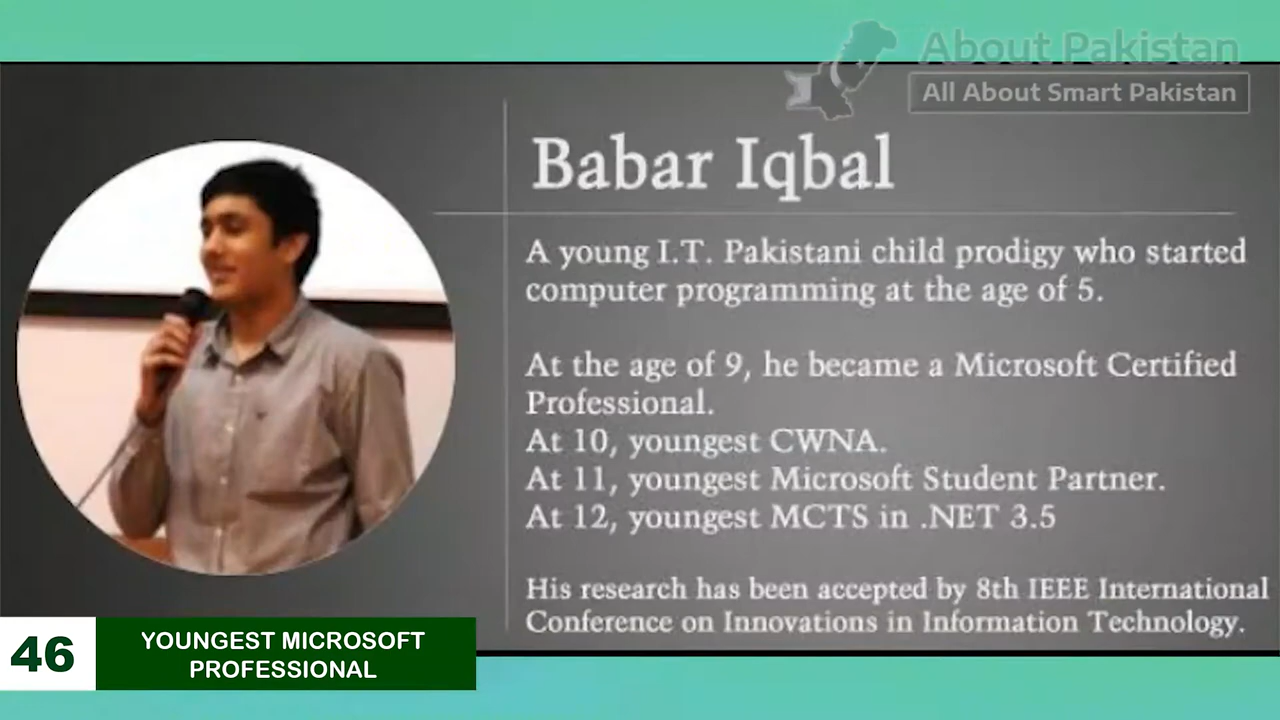 About Pakistan
All About Smart Pakistan
Babar Iqbal
A young I.T. Pakistani child prodigy who started
computer programming at the age of 5.
At the age of 9, he became a Microsoft Certified
Professional.
At 10, youngest CWNA.
At 11, youngest Microsoft Student Partner.
At 12, youngest MCTS in .NET 3.5
His research has been accepted by 8th IEEE International
Conference on Innovations in Information Technology.
46
YOUNGEST MICROSOFT
PROFESSIONAL